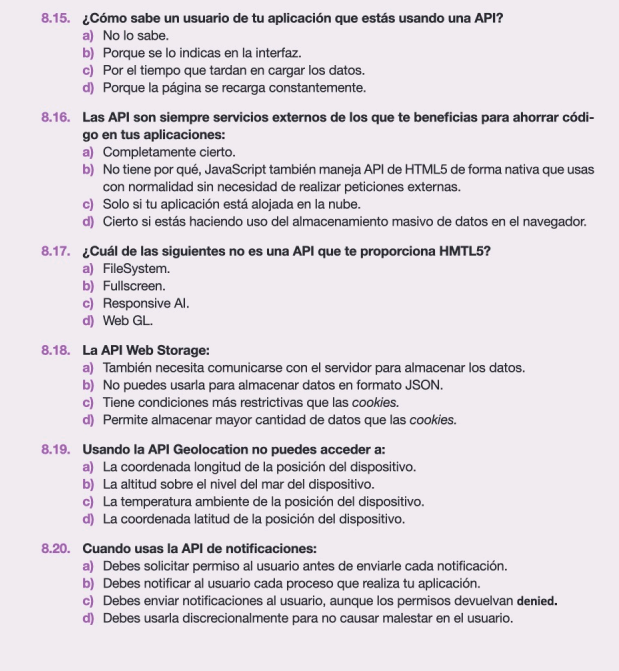 8.15. ¿Cómo sabe un usuario de tu aplicación que estás usando una API?
a) No lo sabe.
b) Porque se lo indicas en la interfaz.
c) Por el tiempo que tardan en cargar los datos.
d) Porque la página se recarga constantemente.
8.16. Las API son siempre servicios externos de los que te beneficias para ahorrar códi-
go en tus aplicaciones:
a) Completamente cierto.
b) No tiene por qué, JavaScript también maneja API de HTML5 de forma nativa que usas
con normalidad sin necesidad de realizar peticiones externas.
c) Solo si tu aplicación está alojada en la nube.
d) Cierto si estás haciendo uso del almacenamiento masivo de datos en el navegador.
8.17. ¿Cuál de las siguientes no es una API que te proporciona HMTL5?
a) FileSystem.
b) Fullscreen.
c) Responsive AI.
d) Web GL.
8.18. La API Web Storage:
a) También necesita comunicarse con el servidor para almacenar los datos.
b) No puedes usarla para almacenar datos en formato JSON.
c) Tiene condiciones más restrictivas que las cookies.
d) Permite almacenar mayor cantidad de datos que las cookies.
8.19. Usando la API Geolocation no puedes acceder a:
a) La coordenada longitud de la posición del dispositivo.
b) La altitud sobre el nivel del mar del dispositivo.
c) La temperatura ambiente de la posición del dispositivo.
d) La coordenada latitud de la posición del dispositivo.
8.20. Cuando usas la API de notificaciones:
a) Debes solicitar permiso al usuario antes de enviarle cada notificación.
b) Debes notificar al usuario cada proceso que realiza tu aplicación.
c) Debes enviar notificaciones al usuario, aunque los permisos devuelvan denied.
d) Debes usarla discrecionalmente para no causar malestar en el usuario.